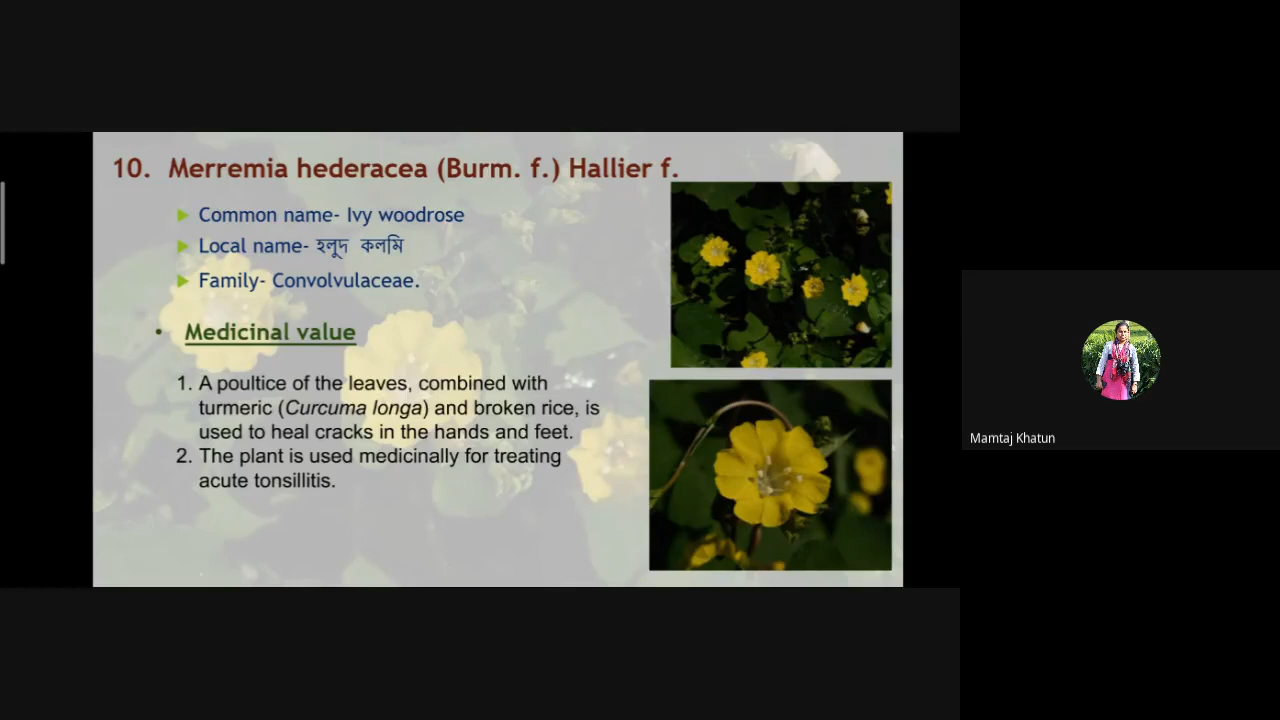 10. Merremia hederacea (Burm. f.) Hallier f.
Common name- Ivy woodrose
Local name- হলুদ কলমি
Family- Convolvulaceae.
• Medicinal value
1. A poultice of the leaves, combined with
turmeric (Curcuma longa) and broken rice, is
used to heal cracks in the hands and feet.
2. The plant is used medicinally for treating
acute tonsillitis.
Mamtaj Khatun